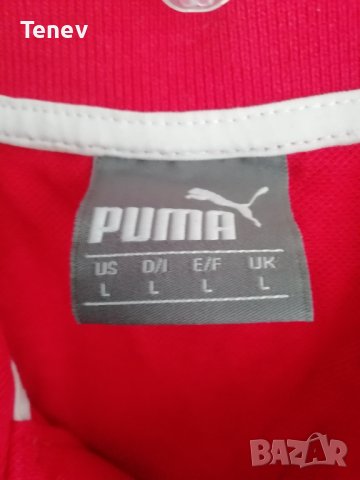 Tenev
PUMA
US D/I E/F UK
L L L L
BAZAR